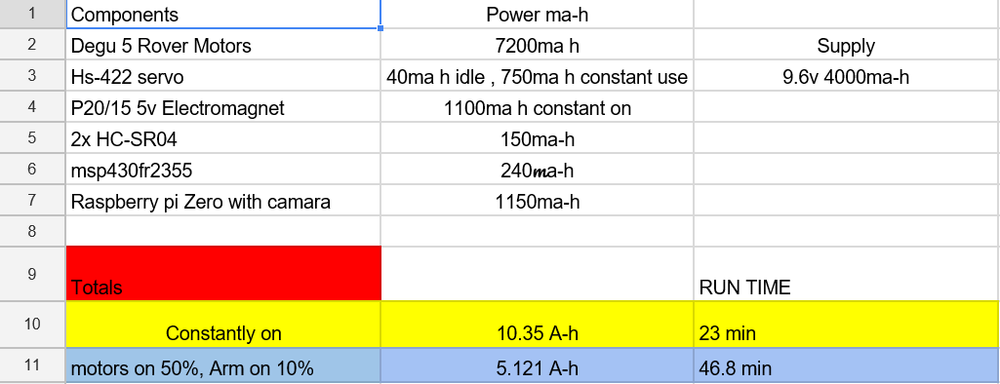 1 Components Power ma-h
2 Degu 5 Rover Motors 7200ma h Supply
3 Hs-422 servo 40ma h idle , 750ma h constant use 9.6v 4000ma-h
4 P20/15 5v Electromagnet 1100ma h constant on
5 2x HC-SR04 150ma-h
6 msp430fr2355 240ma-h
7 Raspberry pi Zero with camara 1150ma-h
8
9 Totals RUN TIME
10 Constantly on 10.35 A-h 23 min
11 motors on 50%, Arm on 10% 5.121 A-h 46.8 min